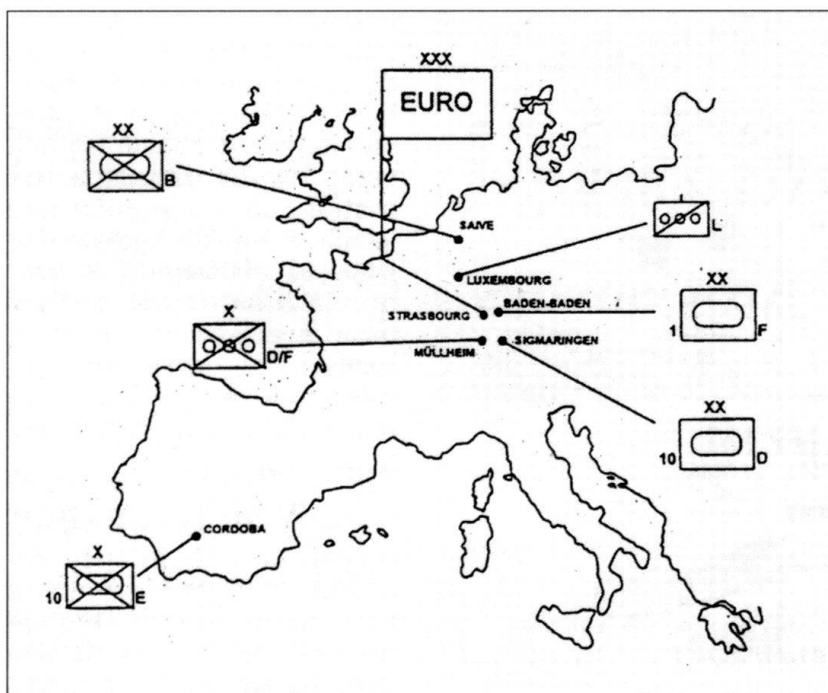 XXX
EURO
XX
B
SAIVE
I
L
LUXEMBOURG
STRASBOURG
BADEN-BADEN
XX
1 F
X
D/F
MÜLLHEIM
SIGMARINGEN
XX
10 D
CORDOBA
X
10 E